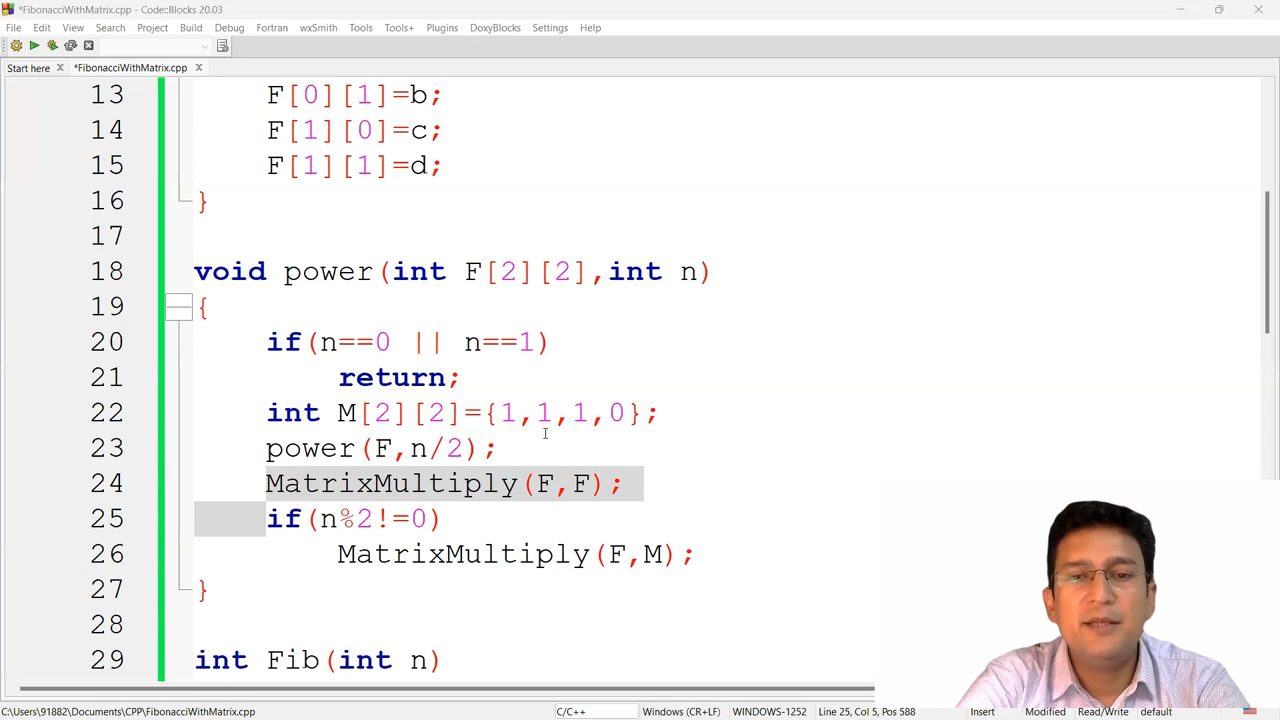 *FibonacciWithMatrix.cpp - Code::Blocks 20.03
File Edit View Search Project Build Debug Fortran wxSmith Tools Tools+ Plugins DoxyBlocks Settings Help
Start here *FibonacciWithMatrix.cpp
13 F[0][1]=b;
14 F[1][0]=c;
15 F[1][1]=d;
16 }
17
18 void power(int F[2][2],int n)
19 {
20 if(n==0 || n==1)
21 return;
22 int M[2][2]={1,1,1,0};
23 power(F,n/2);
24 MatrixMultiply(F,F);
25 if(n%2!=0)
26 MatrixMultiply(F,M);
27 }
28
29 int Fib(int n)
C:\Users\91882\Documents\CPP\FibonacciWithMatrix.cpp C/C++ Windows (CR+LF) WINDOWS-1252 Line 25, Col 5, Pos 588 Insert Modified Read/Write default